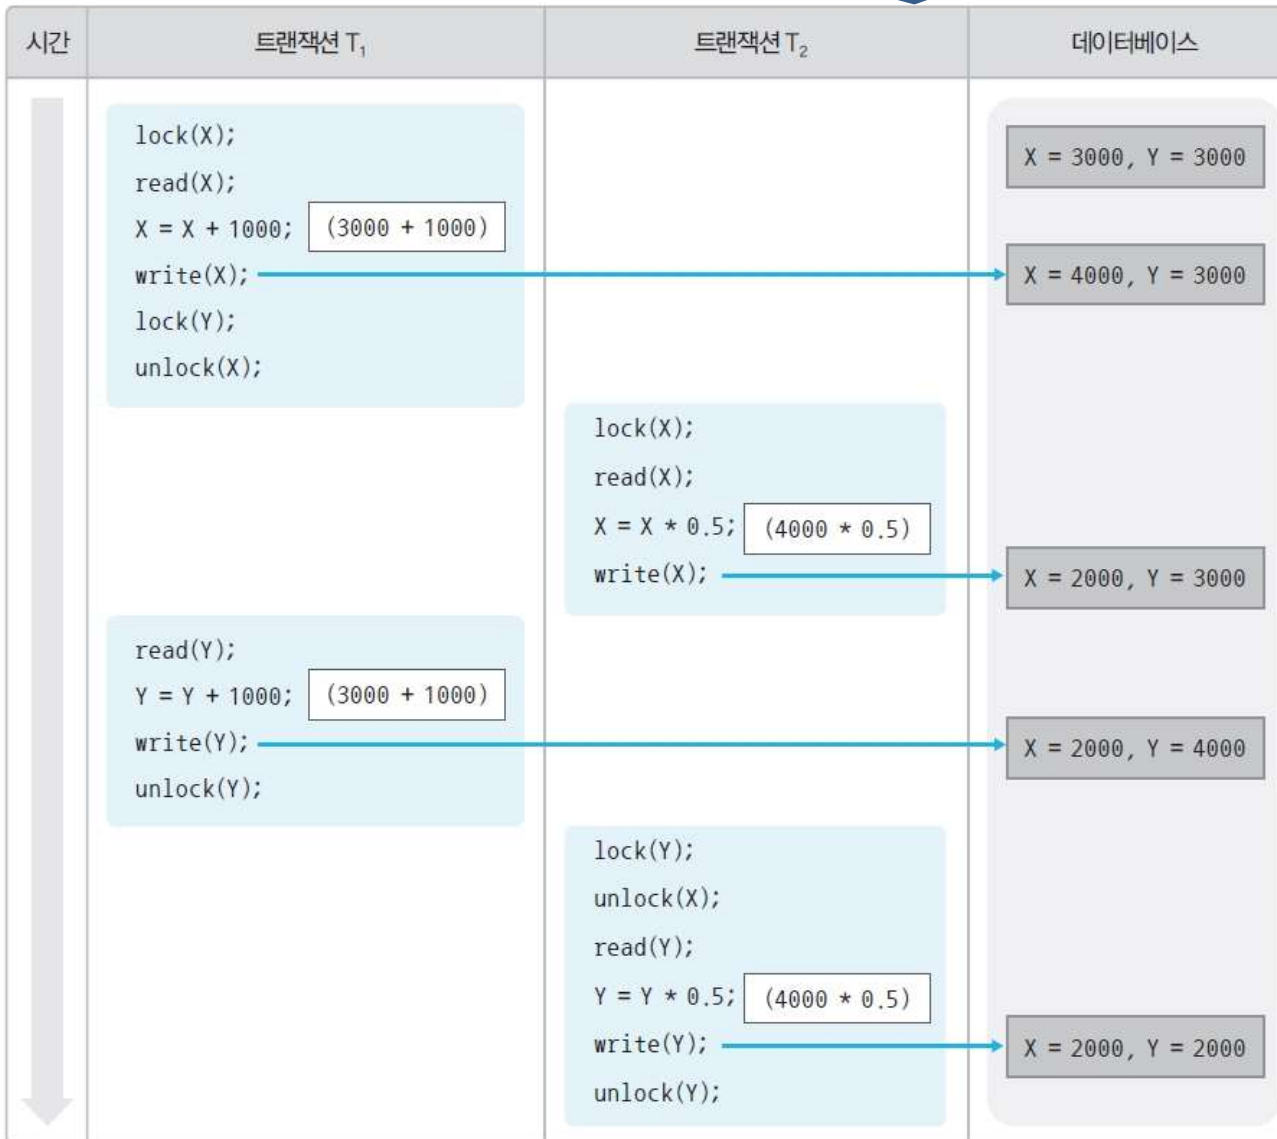 시간 트랜잭션 T₁ 트랜잭션 T₂ 데이터베이스
lock(X);
X = 3000, Y = 3000
read(X);
X = X + 1000; (3000 + 1000)
write(X); X = 4000, Y = 3000
lock(Y);
unlock(X);
lock(X);
read(X);
X = X * 0.5; (4000 * 0.5)
write(X); X = 2000, Y = 3000
read(Y);
Y = Y + 1000; (3000 + 1000)
write(Y); X = 2000, Y = 4000
unlock(Y);
lock(Y);
unlock(X);
read(Y);
Y = Y * 0.5; (4000 * 0.5)
write(Y); X = 2000, Y = 2000
unlock(Y);